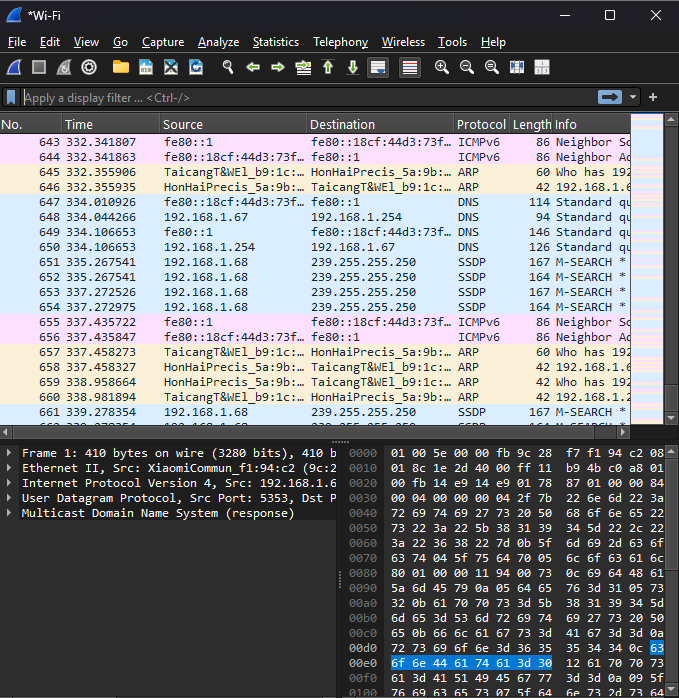 *Wi-Fi
File Edit View Go Capture Analyze Statistics Telephony Wireless Tools Help
Apply a display filter ... <Ctrl-/>
No. Time Source Destination Protocol Length Info
643 332.341807 fe80::1 fe80::18cf:44d3:73f… ICMPv6 86 Neighbor So
644 332.341863 fe80::18cf:44d3:73f… fe80::1 ICMPv6 86 Neighbor Ad
645 332.355906 TaicangT&WEl_b9:1c:… HonHaiPrecis_5a:9b:… ARP 60 Who has 192
646 332.355935 HonHaiPrecis_5a:9b:… TaicangT&WEl_b9:1c:… ARP 42 192.168.1.6
647 334.010926 fe80::18cf:44d3:73f… fe80::1 DNS 114 Standard qu
648 334.044266 192.168.1.67 192.168.1.254 DNS 94 Standard qu
649 334.106653 fe80::1 fe80::18cf:44d3:73f… DNS 146 Standard qu
650 334.106653 192.168.1.254 192.168.1.67 DNS 126 Standard qu
651 335.267541 192.168.1.68 239.255.255.250 SSDP 167 M-SEARCH *
652 335.267541 192.168.1.68 239.255.255.250 SSDP 164 M-SEARCH *
653 337.272526 192.168.1.68 239.255.255.250 SSDP 167 M-SEARCH *
654 337.272975 192.168.1.68 239.255.255.250 SSDP 164 M-SEARCH *
655 337.435722 fe80::1 fe80::18cf:44d3:73f… ICMPv6 86 Neighbor So
656 337.435847 fe80::18cf:44d3:73f… fe80::1 ICMPv6 86 Neighbor Ad
657 337.458273 TaicangT&WEl_b9:1c:… HonHaiPrecis_5a:9b:… ARP 60 Who has 192
658 337.458327 HonHaiPrecis_5a:9b:… TaicangT&WEl_b9:1c:… ARP 42 192.168.1.6
659 338.958664 HonHaiPrecis_5a:9b:… TaicangT&WEl_b9:1c:… ARP 42 Who has 192
660 338.981894 TaicangT&WEl_b9:1c:… HonHaiPrecis_5a:9b:… ARP 42 192.168.1.2
661 339.278354 192.168.1.68 239.255.255.250 SSDP 167 M-SEARCH *
Frame 1: 410 bytes on wire (3280 bits), 410 b
Ethernet II, Src: XiaomiCommun_f1:94:c2 (9c:2
Internet Protocol Version 4, Src: 192.168.1.6
User Datagram Protocol, Src Port: 5353, Dst P
Multicast Domain Name System (response)
0000 01 00 5e 00 00 fb 9c 28 f7 f1 94 c2 08
0010 01 8c 1e 2d 40 00 ff 11 b9 4b c0 a8 01
0020 00 fb 14 e9 14 e9 01 78 87 01 00 00 84
0030 00 04 00 00 00 04 2f 7b 22 6e 6d 22 3a
0040 72 69 74 69 27 73 20 50 68 6f 6e 65 22
0050 73 22 3a 22 5b 38 31 39 34 5d 22 2c 22
0060 3a 22 36 38 22 7d 0b 5f 6d 69 2d 63 6f
0070 63 74 04 5f 75 64 70 05 6c 6f 63 61 6c
0080 80 01 00 00 11 94 00 73 0c 69 64 48 61
0090 5a 6d 45 79 0a 05 64 65 76 3d 31 05 73
00a0 32 0b 61 70 70 73 3d 5b 38 31 39 34 5d
00b0 6d 65 3d 53 6d 72 69 74 69 27 73 20 50
00c0 65 0b 66 6c 61 67 73 3d 41 67 3d 3d 0a
00d0 72 73 69 6f 6e 3d 36 35 35 34 34 0c 63
00e0 6f 6e 44 61 74 61 3d 30 12 61 70 70 73
00f0 61 3d 41 51 49 45 67 77 3d 3d 0a 09 5f
0100 76 69 63 65 73 07 5f 64 6e 73 2d 73 64